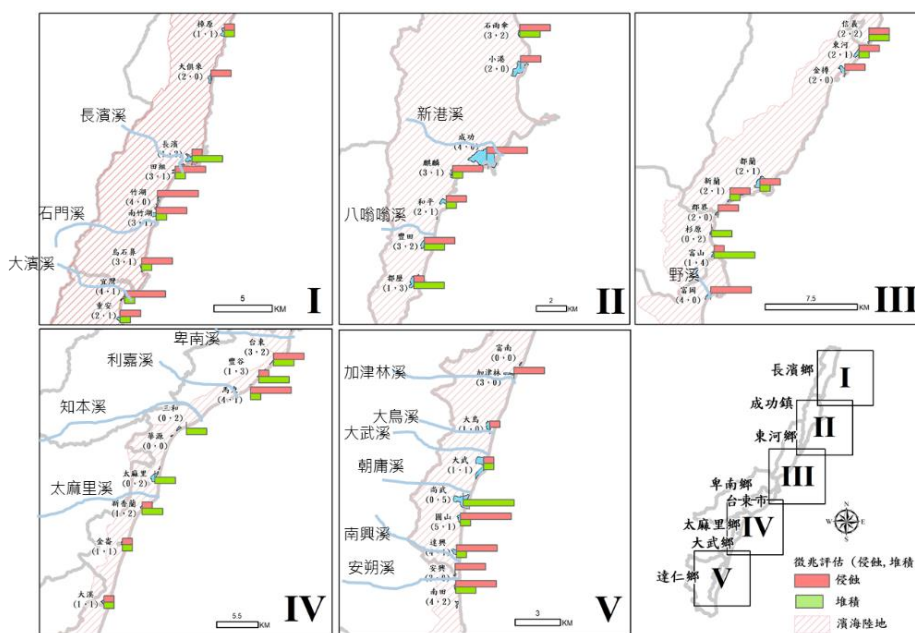 樟原
(1,1)
大俱來
(2,0)
長濱溪
長濱
田組
(3,1)
竹湖
(4,0)
石門溪
南竹湖
(3,1)
烏石鼻
(3,1)
大濱溪
宜灣
(4,1)
重安
(2,1)
5
KM
I
石雨傘
(3,2)
小港
(2,0)
新港溪
成功
麒麟
(3,1)
和平
(2,1)
八嗡嗡溪
豐田
(3,2)
都歷
(1,3)
2
KM
II
信義
(2,2)
東河
(2,1)
金樽
(2,0)
都蘭
(2,1)
新蘭
(2,1)
郡界
(2,0)
杉原
(0,2)
富山
(1,4)
野溪
富岡
(4,0)
7.5
KM
III
卑南溪
台東
(3,2)
豐谷
(1,3)
利嘉溪
(4,1)
知本溪
三和
(0,2)
華源
(0,0)
太麻里
(0,2)
太麻里溪
新香蘭
(1,2)
金崙
(1,1)
大溪
(1,1)
5.5
KM
IV
富南
(0,0)
加津林溪
加津林
(3,0)
大鳥溪
大鳥
(1,0)
大武溪
大武
(1,1)
朝庸溪
尚武
(0,5)
圓山
(5,1)
南興溪
達興
安朔溪
安朔
南田
(4,2)
3
KM
V
長濱鄉
I
成功鎮
II
東河鄉
III
卑南鄉
台東市
太麻里鄉
IV
大武鄉
達仁鄉
V
N
W
E
S
徵兆評估(侵蝕,堆積)
侵蝕
堆積
濱海陸地